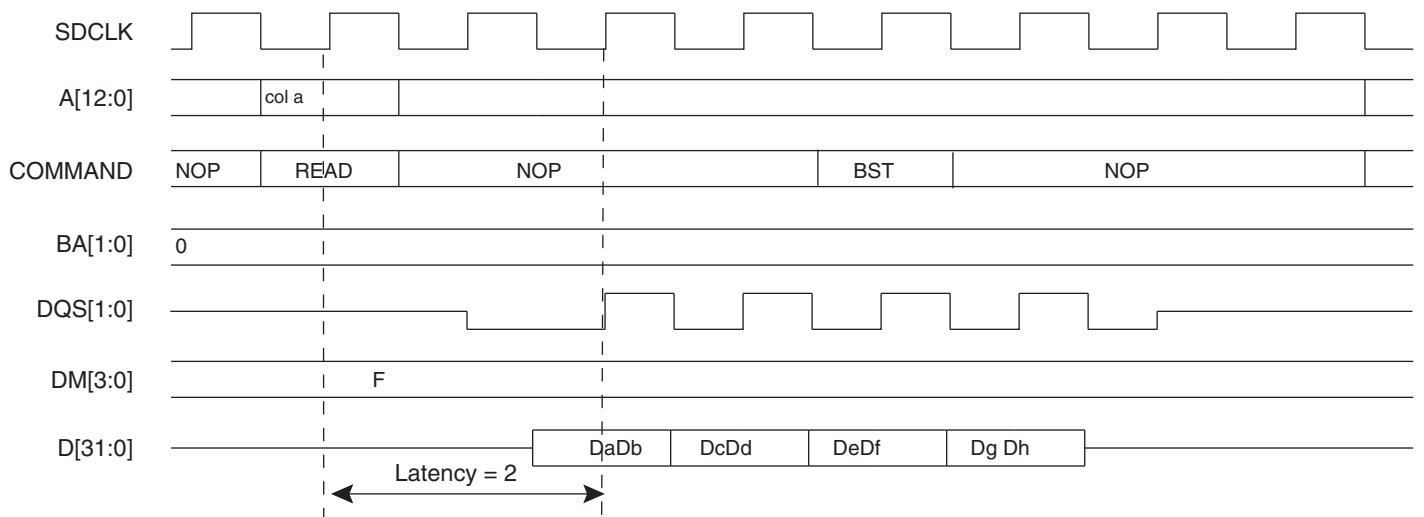 SDCLK
A[12:0] col a
COMMAND NOP READ NOP BST NOP
BA[1:0] 0
DQS[1:0]
DM[3:0] F
D[31:0] DaDb DcDd DeDf Dg Dh
Latency = 2